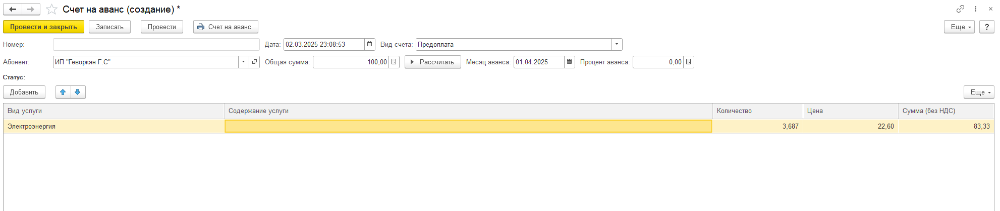 Счет на аванс (создание) *
Провести и закрыть Записать Провести Счет на аванс Еще ?
Номер: Дата: 02.03.2025 23:08:53 Вид счета: Предоплата
Абонент: ИП "Геворкян Г.С" Общая сумма: 100,00 Рассчитать Месяц аванса: 01.04.2025 Процент аванса: 0,00
Статус:
Добавить Еще
Вид услуги Содержание услуги Количество Цена Сумма (без НДС)
Электроэнергия 3,687 22,60 83,33